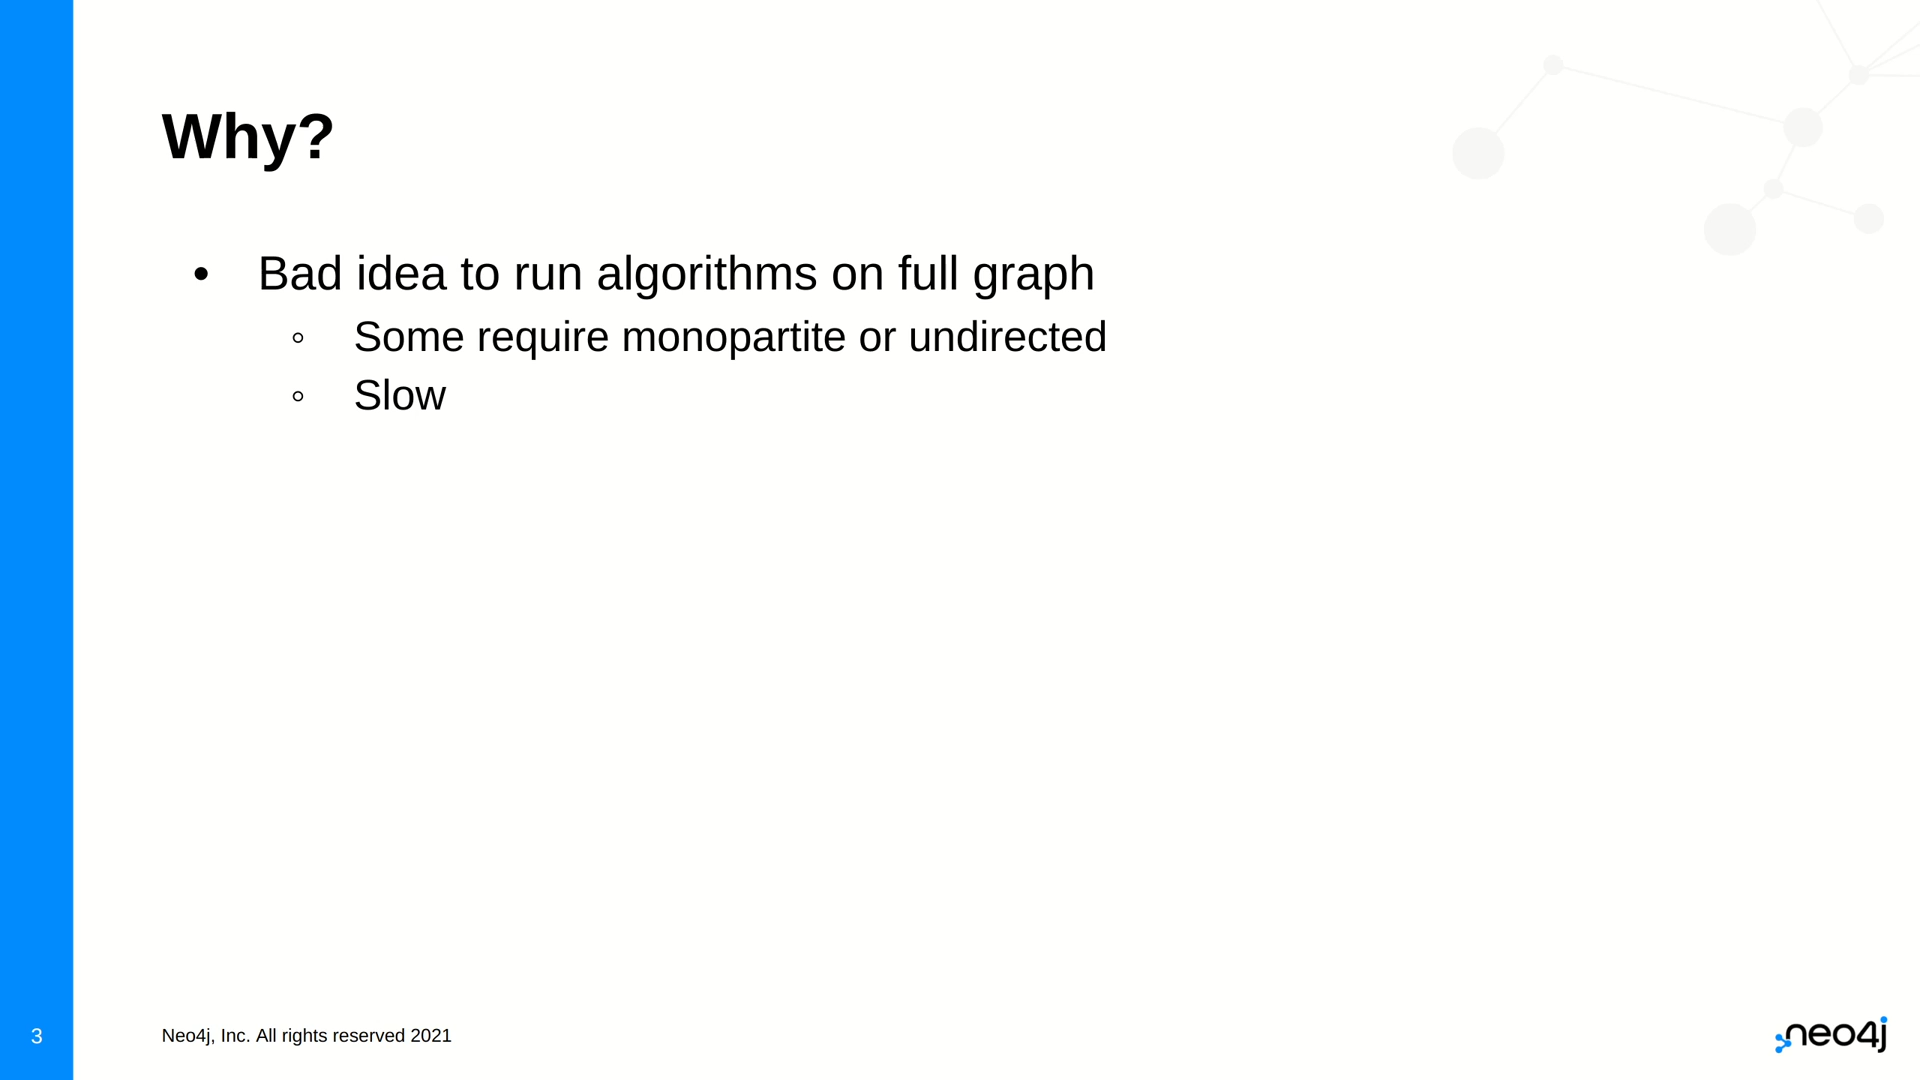 Why?
• Bad idea to run algorithms on full graph
◦ Some require monopartite or undirected
◦ Slow
3
Neo4j, Inc. All rights reserved 2021
neo4j